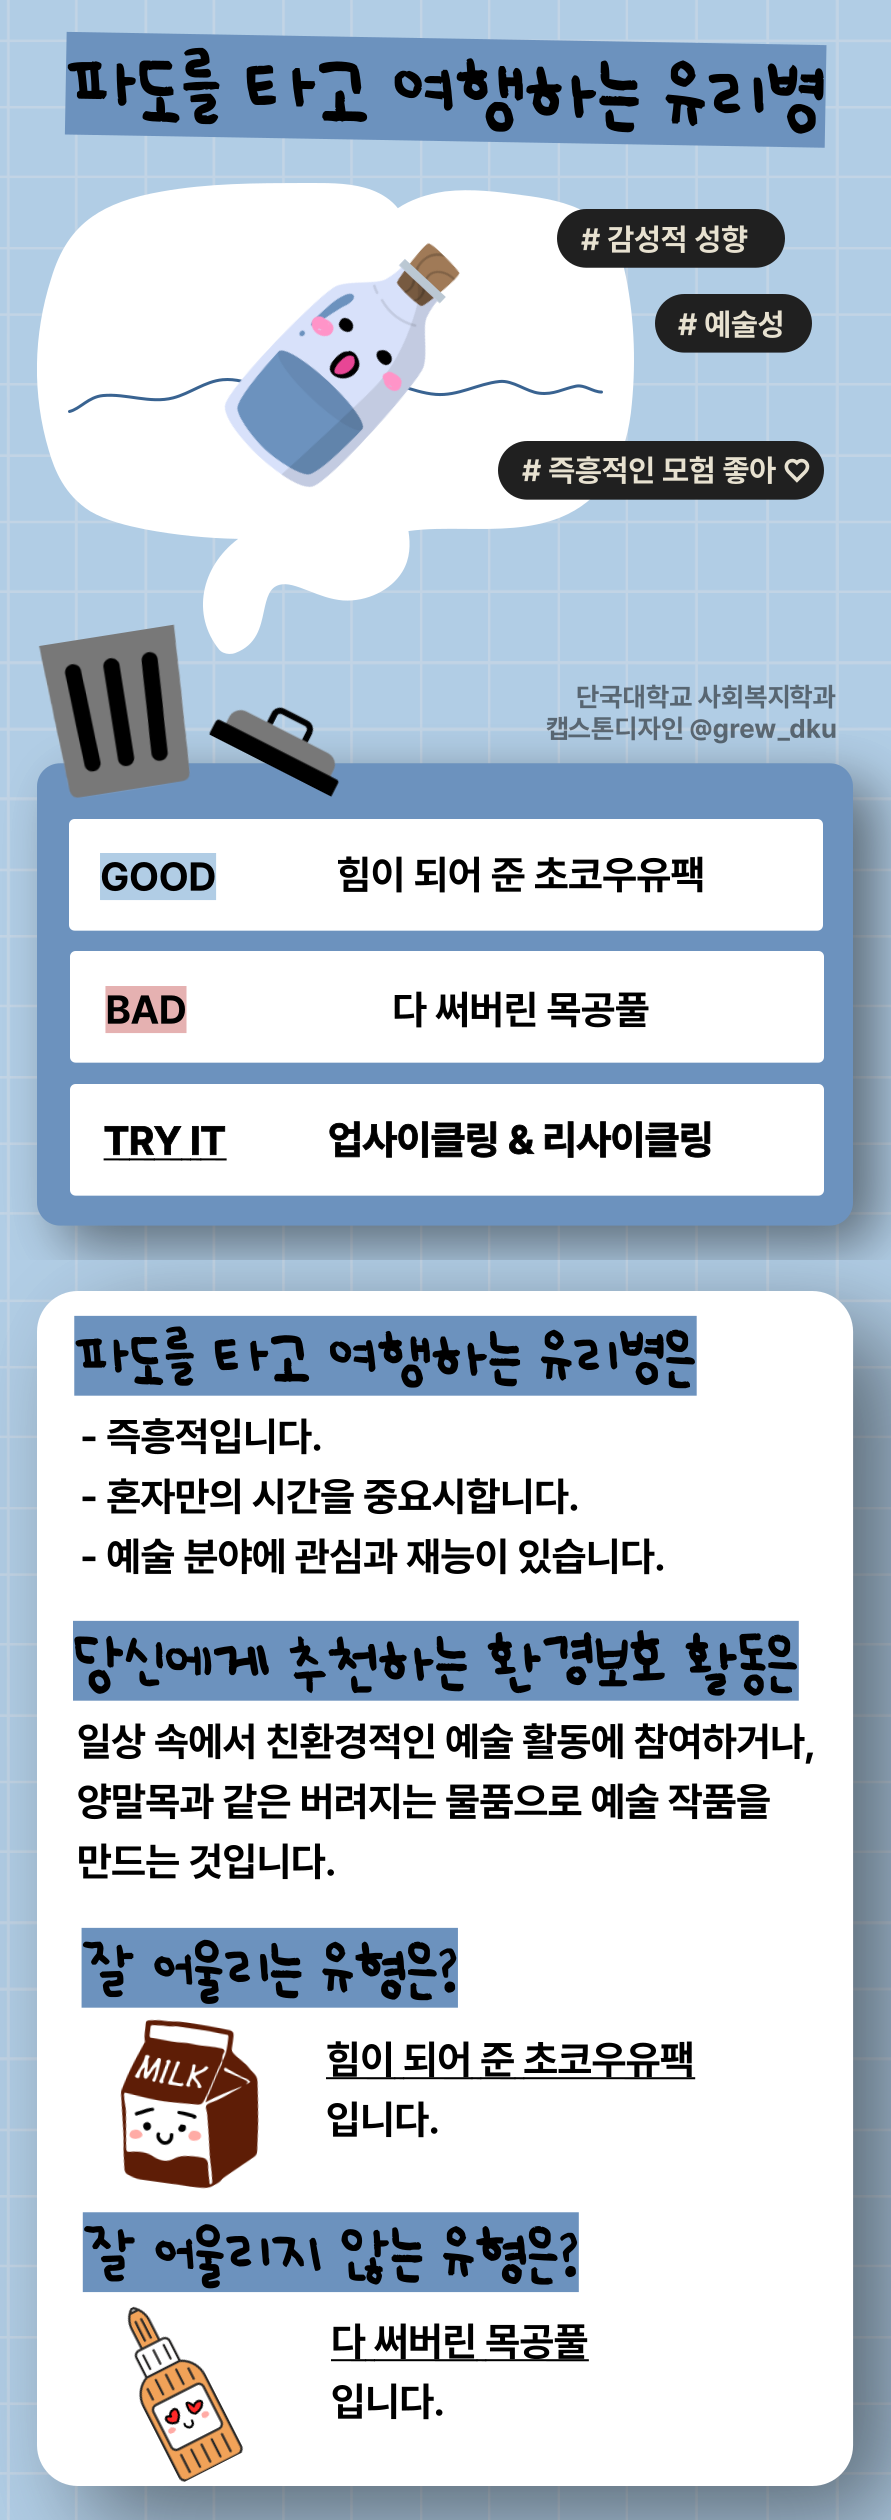 파도를 타고 여행하는 유리병
# 감성적 성향
# 예술성
# 즉흥적인 모험 좋아 ♡
단국대학교 사회복지학과
캡스톤디자인 @grew_dku
GOOD 힘이 되어 준 초코우유팩
BAD 다 써버린 목공풀
TRY IT 업사이클링 & 리사이클링
파도를 타고 여행하는 유리병은
- 즉흥적입니다.
- 혼자만의 시간을 중요시합니다.
- 예술 분야에 관심과 재능이 있습니다.
당신에게 추천하는 환경보호 활동은
일상 속에서 친환경적인 예술 활동에 참여하거나,
양말목과 같은 버려지는 물품으로 예술 작품을
만드는 것입니다.
잘 어울리는 유형은?
MILK
힘이 되어 준 초코우유팩
입니다.
잘 어울리지 않는 유형은?
다 써버린 목공풀
입니다.